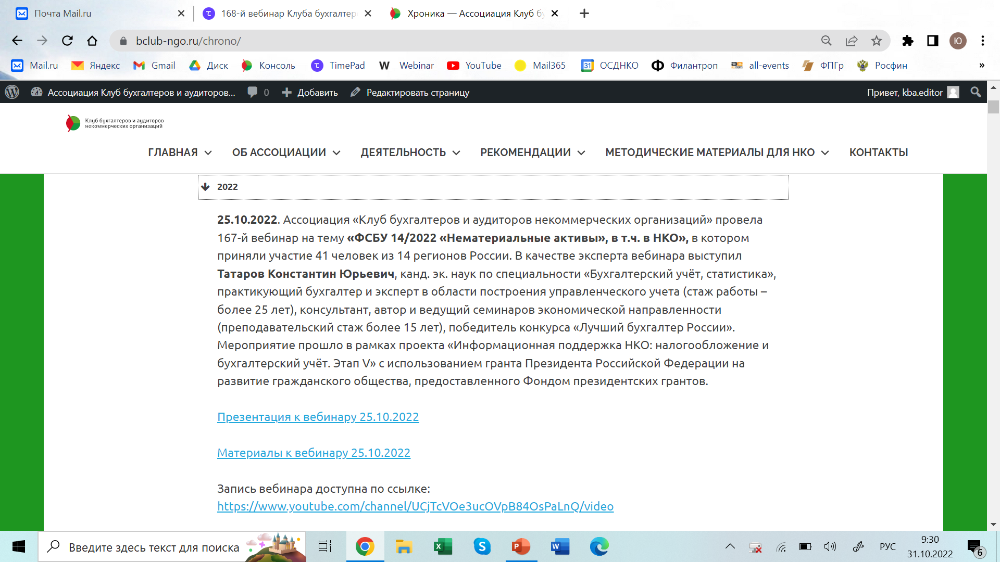 Почта Mail.ru
168-й вебинар Клуба бухгалтер
Хроника — Ассоциация Клуб б
bclub-ngo.ru/chrono/
Ю
Mail.ru
Яндекс
Gmail
Диск
Консоль
TimePad
W Webinar
YouTube
Mail365
31 ОСДНКО
Ф Филантроп
all-events
ФПГр
Росфин
»
Ассоциация Клуб бухгалтеров и аудиторов...
0
Добавить
Редактировать страницу
Привет, kba.editor
Клуб бухгалтеров и аудиторов
некоммерческих организаций
ГЛАВНАЯ
ОБ АССОЦИАЦИИ
ДЕЯТЕЛЬНОСТЬ
РЕКОМЕНДАЦИИ
МЕТОДИЧЕСКИЕ МАТЕРИАЛЫ ДЛЯ НКО
КОНТАКТЫ
2022
25.10.2022. Ассоциация «Клуб бухгалтеров и аудиторов некоммерческих организаций» провела
167-й вебинар на тему «ФСБУ 14/2022 «Нематериальные активы», в т.ч. в НКО», в котором
приняли участие 41 человек из 14 регионов России. В качестве эксперта вебинара выступил
Татаров Константин Юрьевич, канд. эк. наук по специальности «Бухгалтерский учёт, статистика»,
практикующий бухгалтер и эксперт в области построения управленческого учета (стаж работы –
более 25 лет), консультант, автор и ведущий семинаров экономической направленности
(преподавательский стаж более 15 лет), победитель конкурса «Лучший бухгалтер России».
Мероприятие прошло в рамках проекта «Информационная поддержка НКО: налогообложение и
бухгалтерский учёт. Этап V» с использованием гранта Президента Российской Федерации на
развитие гражданского общества, предоставленного Фондом президентских грантов.
Презентация к вебинару 25.10.2022
Материалы к вебинару 25.10.2022
Запись вебинара доступна по ссылке:
https://www.youtube.com/channel/UCjTcVOe3ucOVpB84OsPaLnQ/video
Введите здесь текст для поиска
РУС
9:30
31.10.2022
6